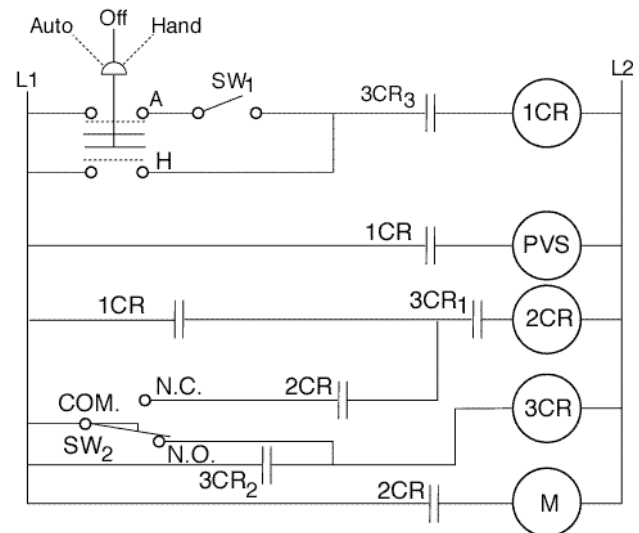 Off
Auto Hand
L1 L2
A SW1 3CR3 1CR
H
1CR PVS
1CR 3CR1 2CR
N.C. 2CR
COM. 3CR
SW2 N.O.
3CR2 2CR M